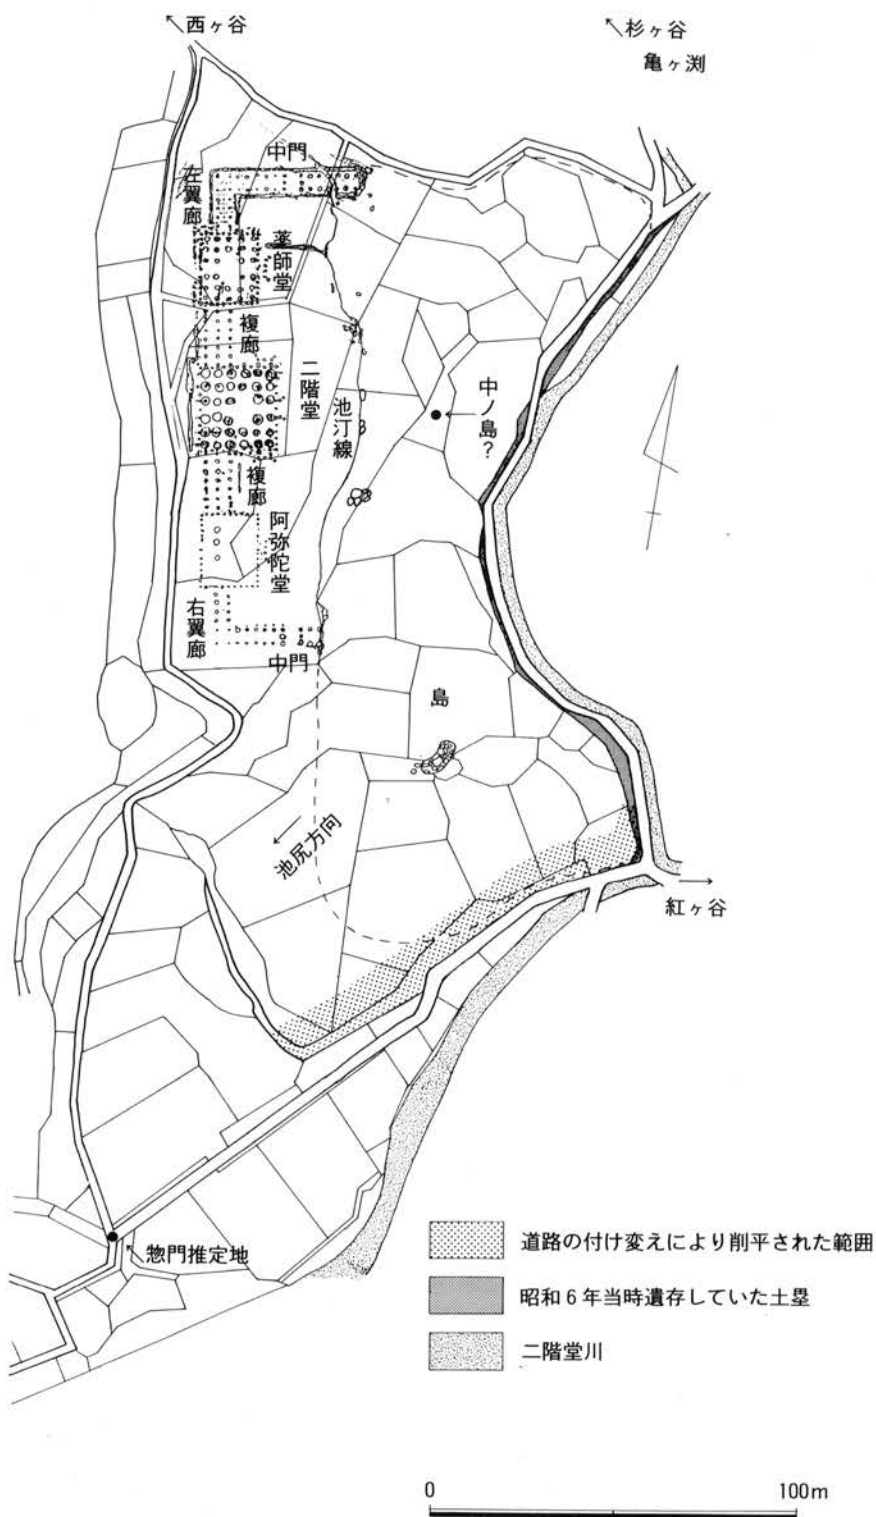 西ヶ谷
杉ヶ谷
亀ヶ渕
中門
左翼廊
薬師堂
複廊
二階堂
池汀線
中ノ島?
複廊
阿弥陀堂
右翼廊
中門
島
池尻方向
紅ヶ谷
惣門推定地
道路の付け変えにより削平された範囲
昭和6年当時遺存していた土塁
二階堂川
0
100m